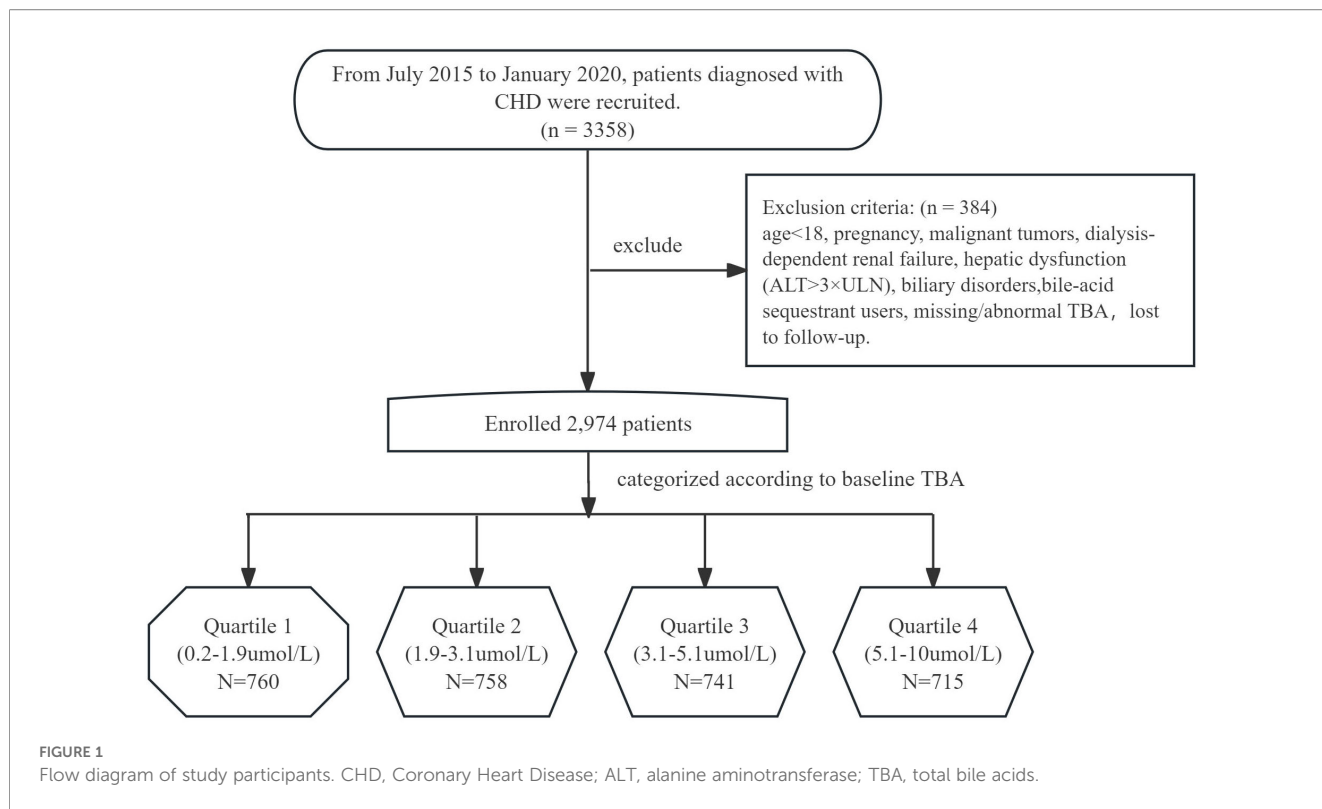 From July 2015 to January 2020, patients diagnosed with
CHD were recruited.
(n = 3358)
exclude
Exclusion criteria: (n = 384)
age<18, pregnancy, malignant tumors, dialysis-
dependent renal failure, hepatic dysfunction
(ALT>3×ULN), biliary disorders,bile-acid
sequestrant users, missing/abnormal TBA，lost
to follow-up.
Enrolled 2,974 patients
categorized according to baseline TBA
Quartile 1
(0.2-1.9umol/L)
N=760
Quartile 2
(1.9-3.1umol/L)
N=758
Quartile 3
(3.1-5.1umol/L)
N=741
Quartile 4
(5.1-10umol/L)
N=715
FIGURE 1
Flow diagram of study participants. CHD, Coronary Heart Disease; ALT, alanine aminotransferase; TBA, total bile acids.